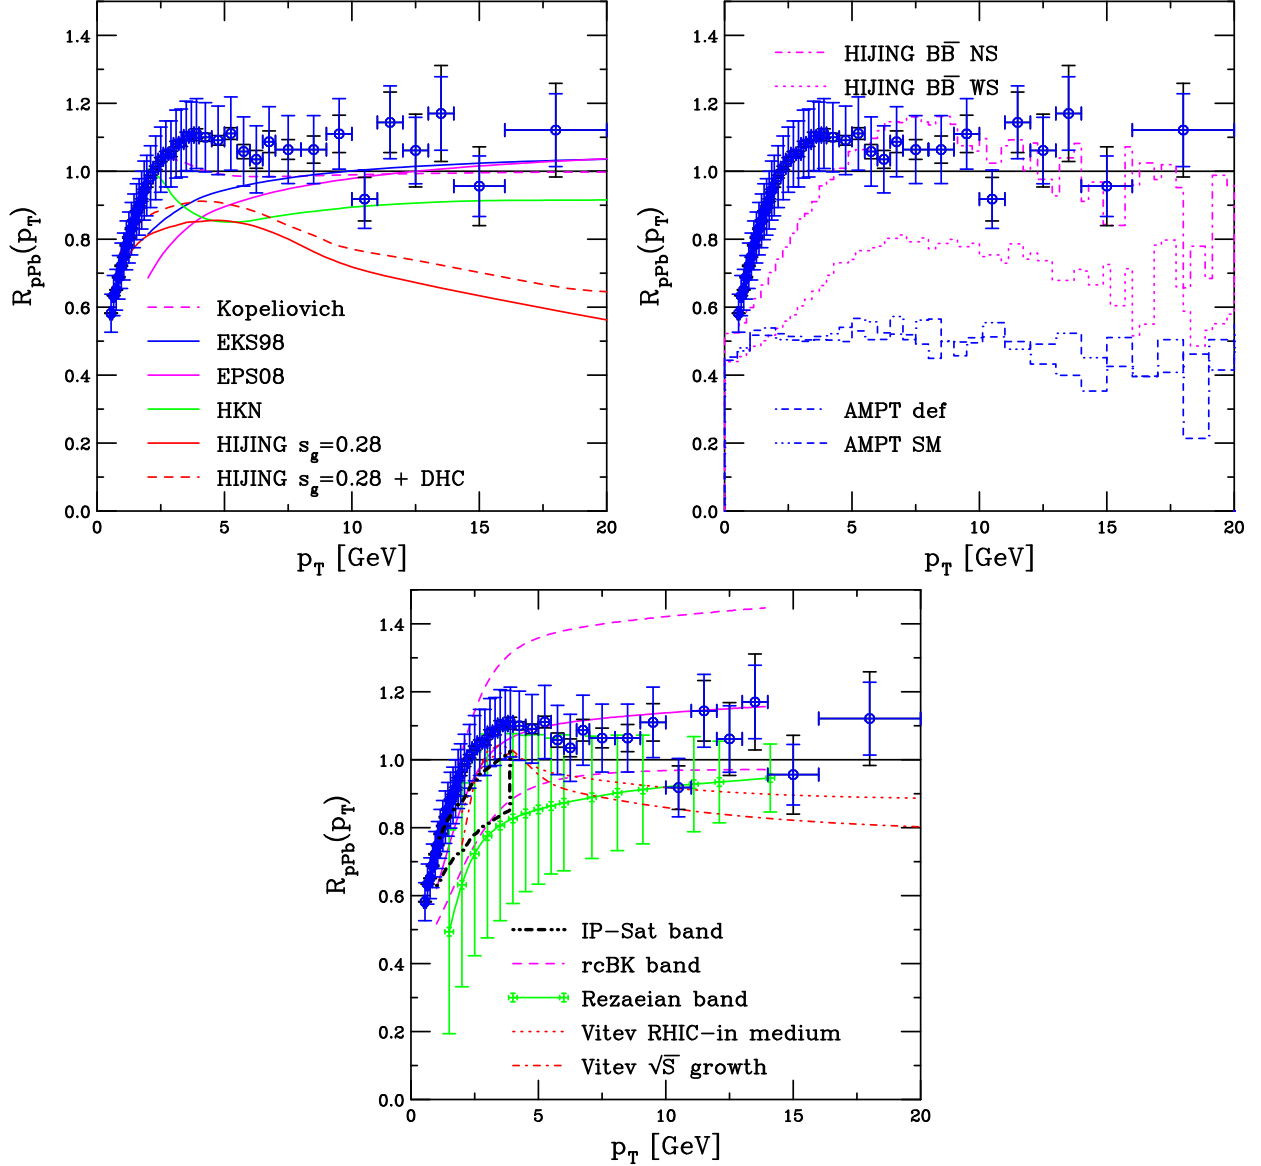 1.4
1.2
1.0
0.8
0.6
0.4
0.2
0.0
R_pPb(p_T)
Kopeliovich
EKS98
EPS08
HKN
HIJING s_g=0.28
HIJING s_g=0.28 + DHC
0 5 10 15 20
p_T [GeV]
1.4
1.2
1.0
0.8
0.6
0.4
0.2
0.0
R_pPb(p_T)
HIJING BB̅ NS
HIJING BB̅ WS
AMPT def
AMPT SM
0 5 10 15 20
p_T [GeV]
1.4
1.2
1.0
0.8
0.6
0.4
0.2
0.0
R_pPb(p_T)
IP-Sat band
rcBK band
Rezaeian band
Vitev RHIC-in medium
Vitev √S̅ growth
0 5 10 15 20
p_T [GeV]